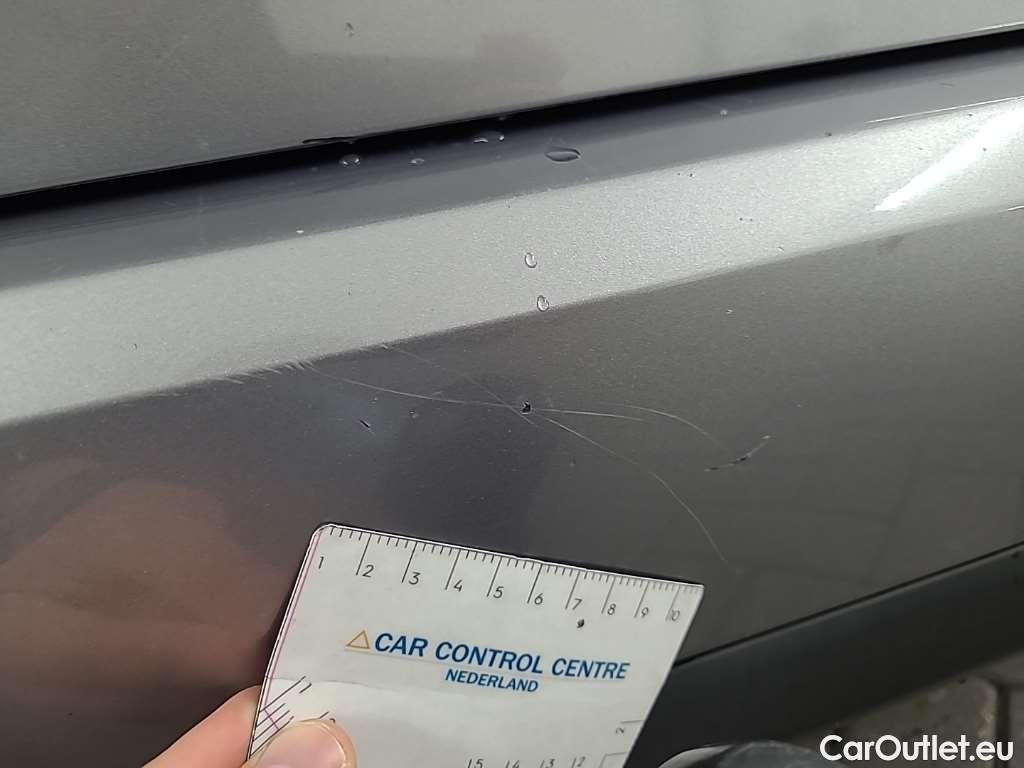 1 2 3 4 5 6 7 8 9 10
CAR CONTROL CENTRE
NEDERLAND
2
15 14 13 12
CarOutlet.eu